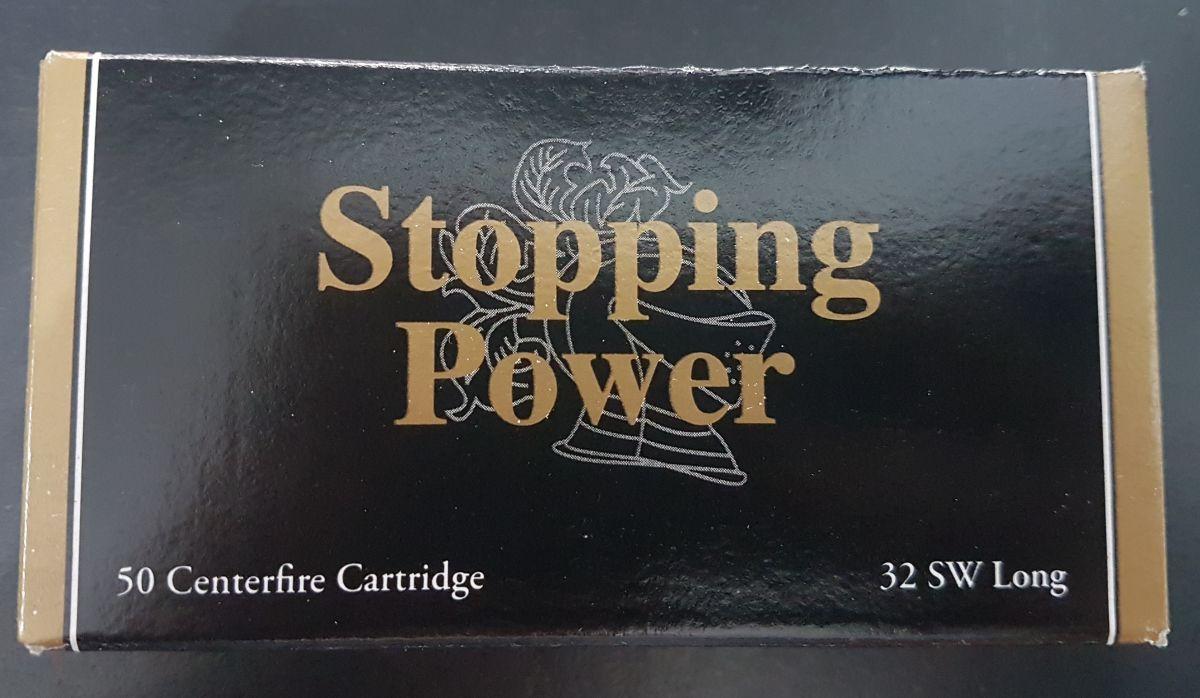 Stopping
Power
50 Centerfire Cartridge
32 SW Long